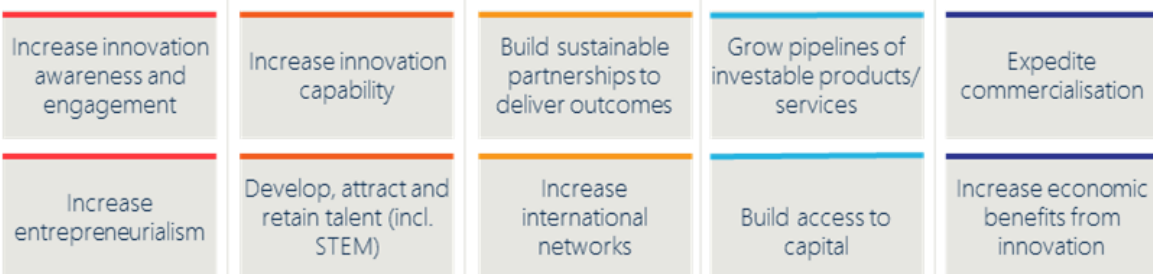 Increase innovation
awareness and
engagement
Increase innovation
capability
Build sustainable
partnerships to
deliver outcomes
Grow pipelines of
investable products/
services
Expedite
commercialisation
Increase
entrepreneurialism
Develop, attract and
retain talent (incl.
STEM)
Increase
international
networks
Build access to
capital
Increase economic
benefits from
innovation